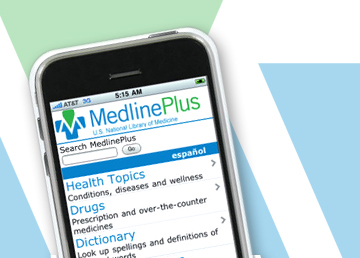 AT&T 3G
5:15 AM
MedlinePlus
U.S. National Library of Medicine
Search MedlinePlus
Go
español
Health Topics
Conditions, diseases and wellness
Drugs
Prescription and over-the-counter
medicines
Dictionary
Look up spellings and definitions of
words